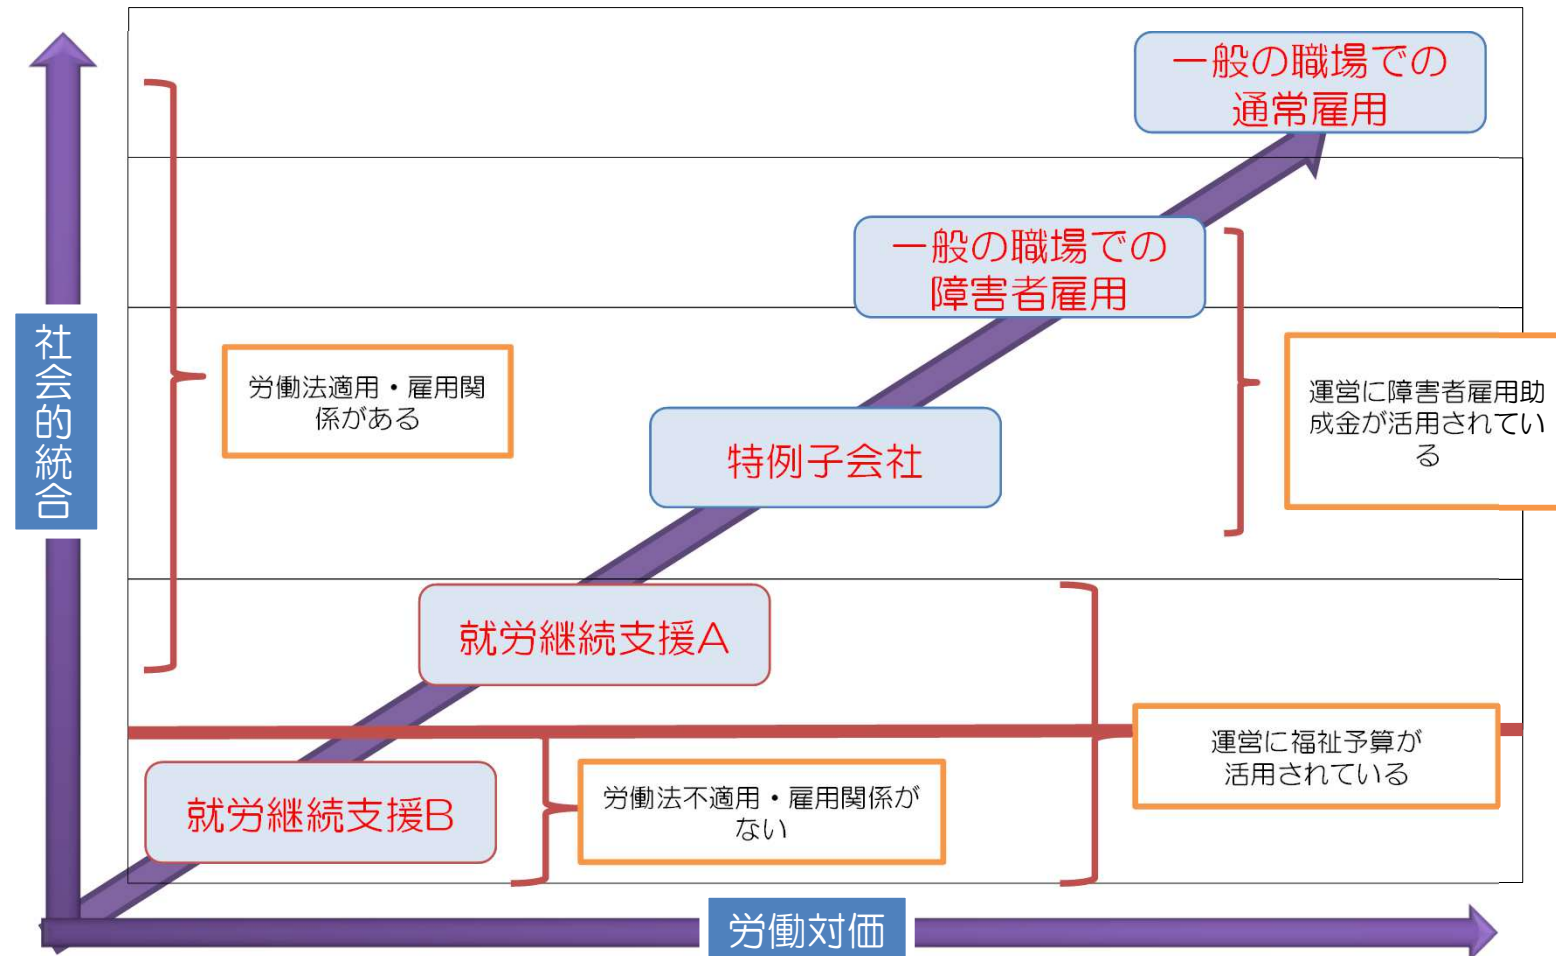 一般の職場での
通常雇用
一般の職場での
障害者雇用
社会的統合
労働法適用・雇用関
係がある
運営に障害者雇用助
成金が活用されてい
る
特例子会社
就労継続支援A
運営に福祉予算が
活用されている
就労継続支援B
労働法不適用・雇用関係が
ない
労働対価